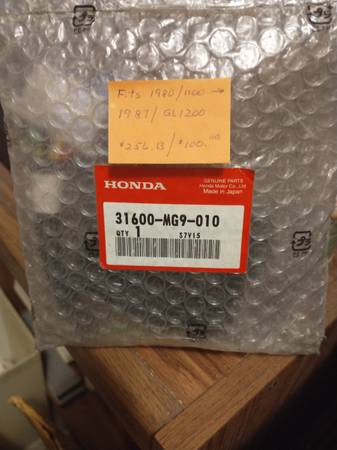 Fits 1980/1100 →
1987/GL1200
$256.13/$100.00
HONDA
GENUINE PARTS
Honda Motor Co., Ltd
Made in Japan
31600-MG9-010
QTY 1 S7V15